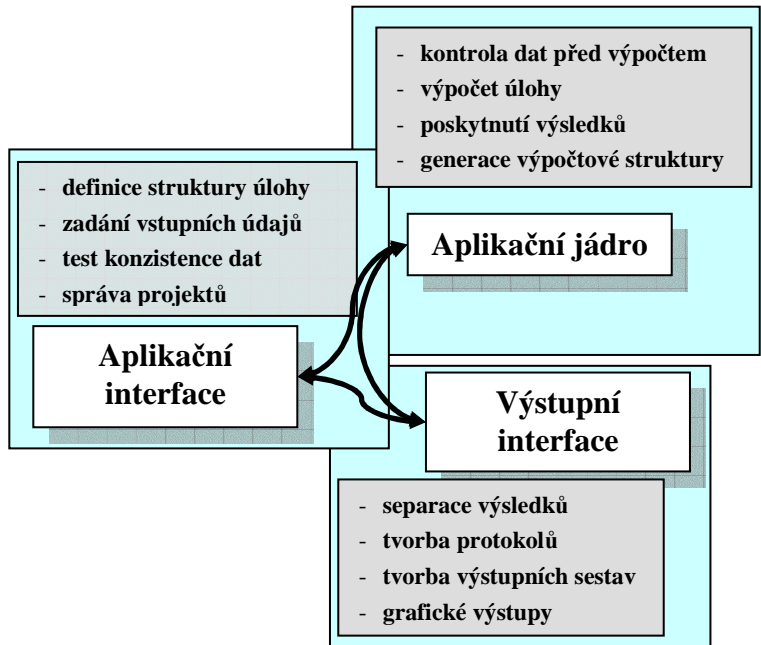 - kontrola dat před výpočtem
- výpočet úlohy
- poskytnutí výsledků
- generace výpočtové struktury
Aplikační jádro
- definice struktury úlohy
- zadání vstupních údajů
- test konzistence dat
- správa projektů
Aplikační
interface
Výstupní
interface
- separace výsledků
- tvorba protokolů
- tvorba výstupních sestav
- grafické výstupy